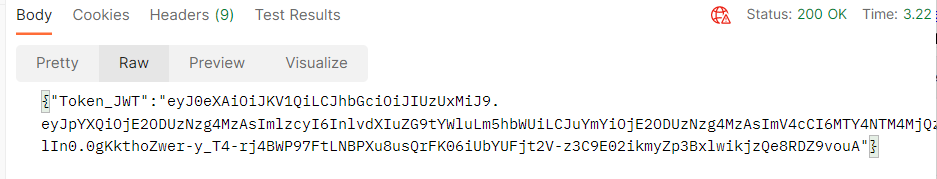 Body Cookies Headers (9) Test Results Status: 200 OK Time: 3.22
Pretty Raw Preview Visualize
{"Token_JWT":"eyJ0eXAiOiJKV1QiLCJhbGciOiJIUzUxMiJ9.
eyJpYXQiOjE2ODUzNzg4MzAsImlzcyI6InlvdXIuZG9tYWluLm5hbWUiLCJuYmYiOjE2ODUzNzg4MzAsImV4cCI6MTY4NTM4MjQz
lIn0.0gKkthoZwer-y_T4-rj4BWP97FtLNBPXu8usQrFK06iUbYUFjt2V-z3C9E02ikmyZp3BxlwikjzQe8RDZ9vouA"}